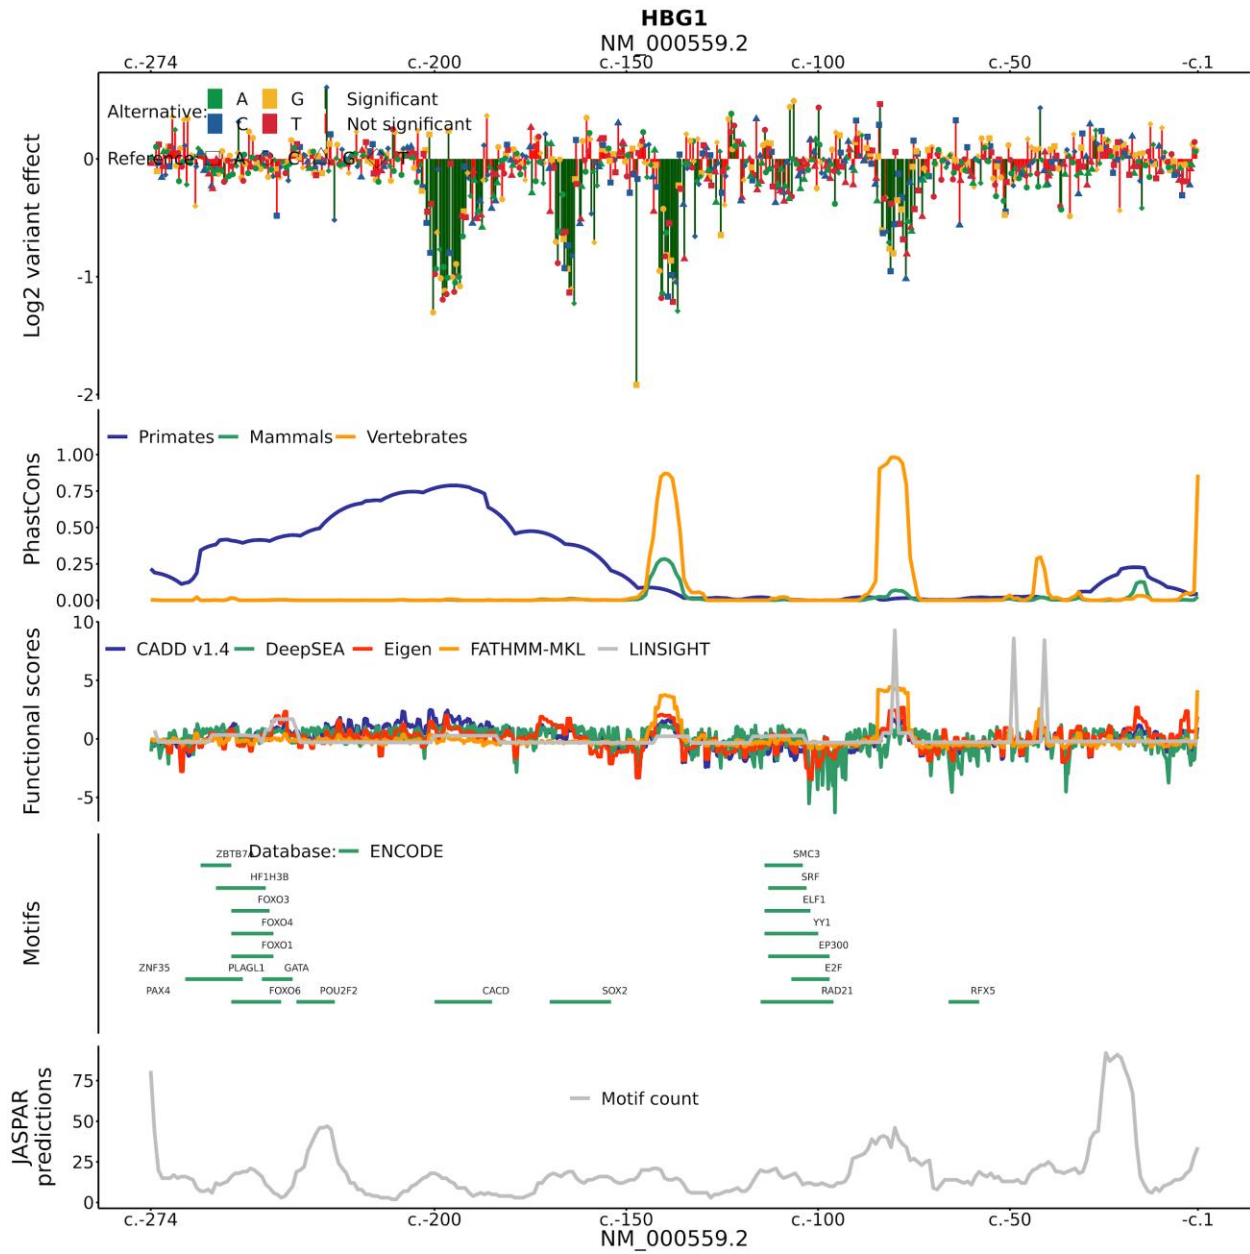 HBG1
NM_000559.2
c.-274 c.-200 c.-150 c.-100 c.-50 -c.1
Log2 variant effect
Alternative: A G Significant
C T Not significant
Reference: A C G T
0
-1
-2
PhastCons
Primates Mammals Vertebrates
1.00
0.75
0.50
0.25
0.00
Functional scores
10
CADD v1.4 DeepSEA Eigen FATHMM-MKL LINSIGHT
5
0
-5
Motifs
ZBTB7A Database: ENCODE SMC3
HF1H3B SRF
FOXO3 ELF1
FOXO4 YY1
FOXO1 EP300
ZNF35 PLAGL1 GATA E2F
PAX4 FOXO6 POU2F2 CACD SOX2 RAD21 RFX5
JASPAR
predictions
75
Motif count
50
25
0
c.-274 c.-200 c.-150 c.-100 c.-50 -c.1
NM_000559.2